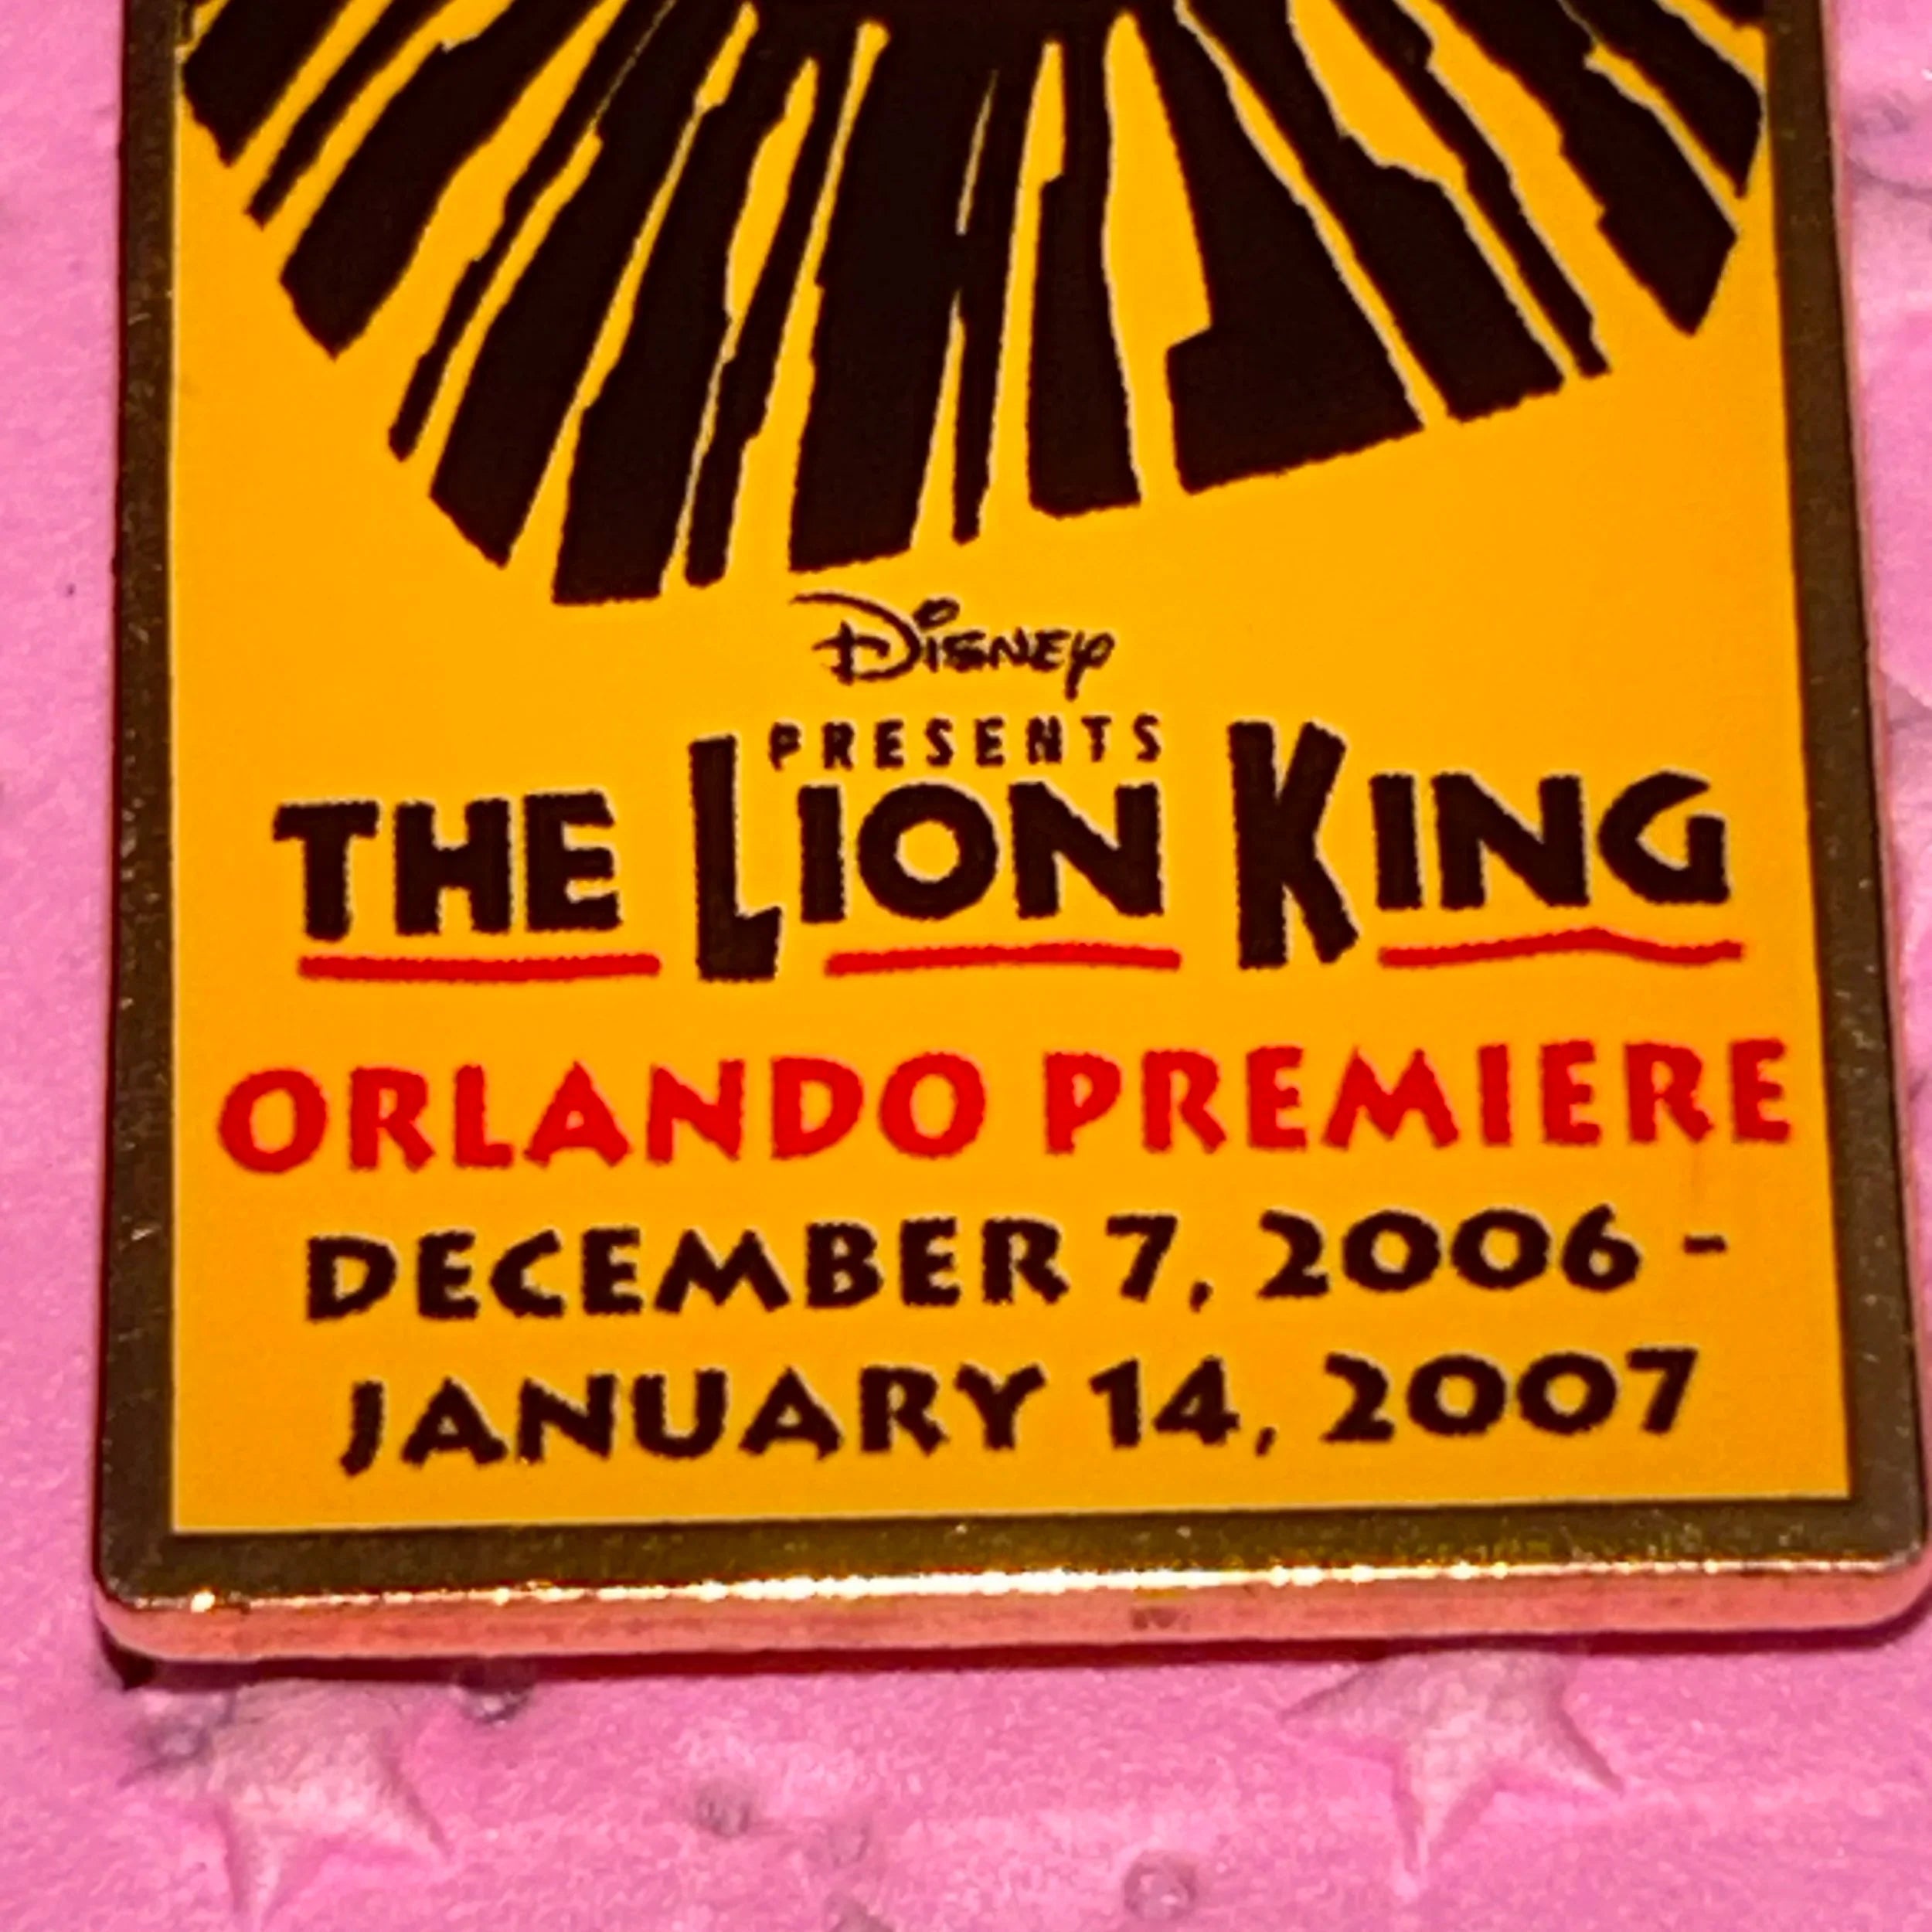 Disney
PRESENTS
THE LION KING
ORLANDO PREMIERE
DECEMBER 7, 2006 -
JANUARY 14, 2007